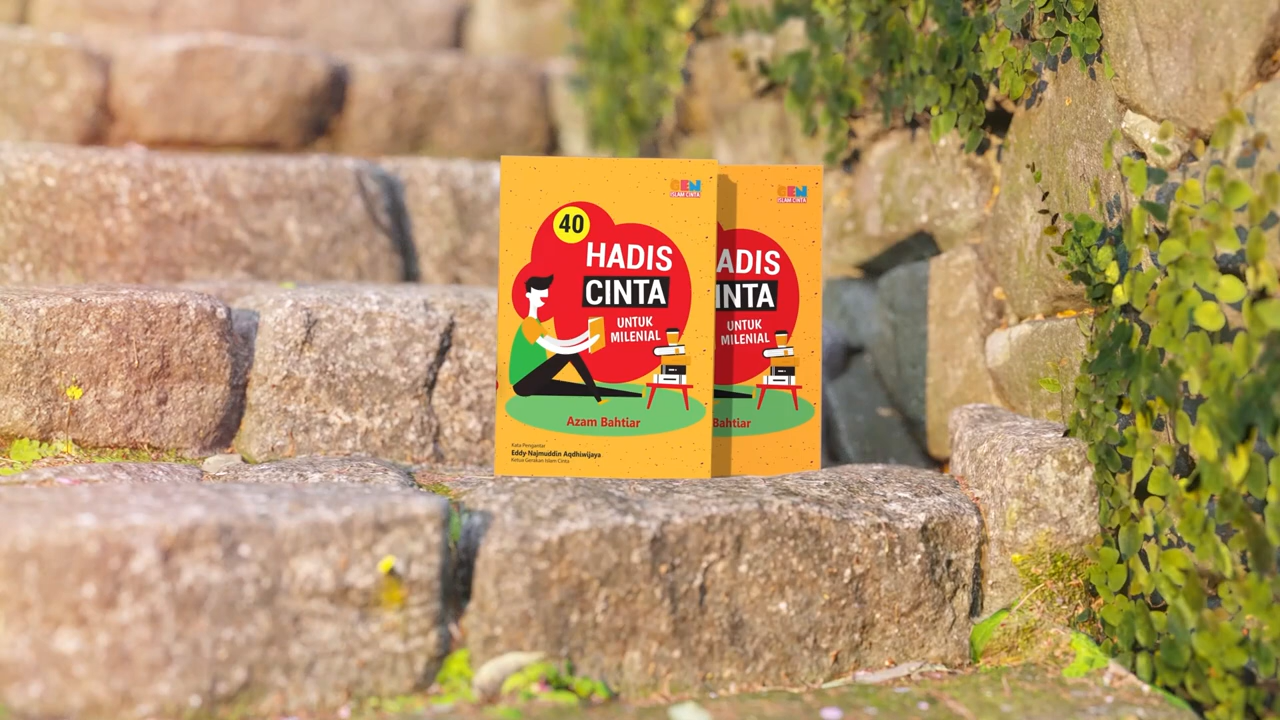 GEN
ISLAM CINTA
40
HADIS
CINTA
UNTUK
MILENIAL
Azam Bahtiar
Kata Pengantar
Eddy Najmuddin Aqdhiwijaya
Ketua Gerakan Islam Cinta
GEN
ISLAM CINTA
ADIS
INTA
UNTUK
MILENIAL
Bahtiar